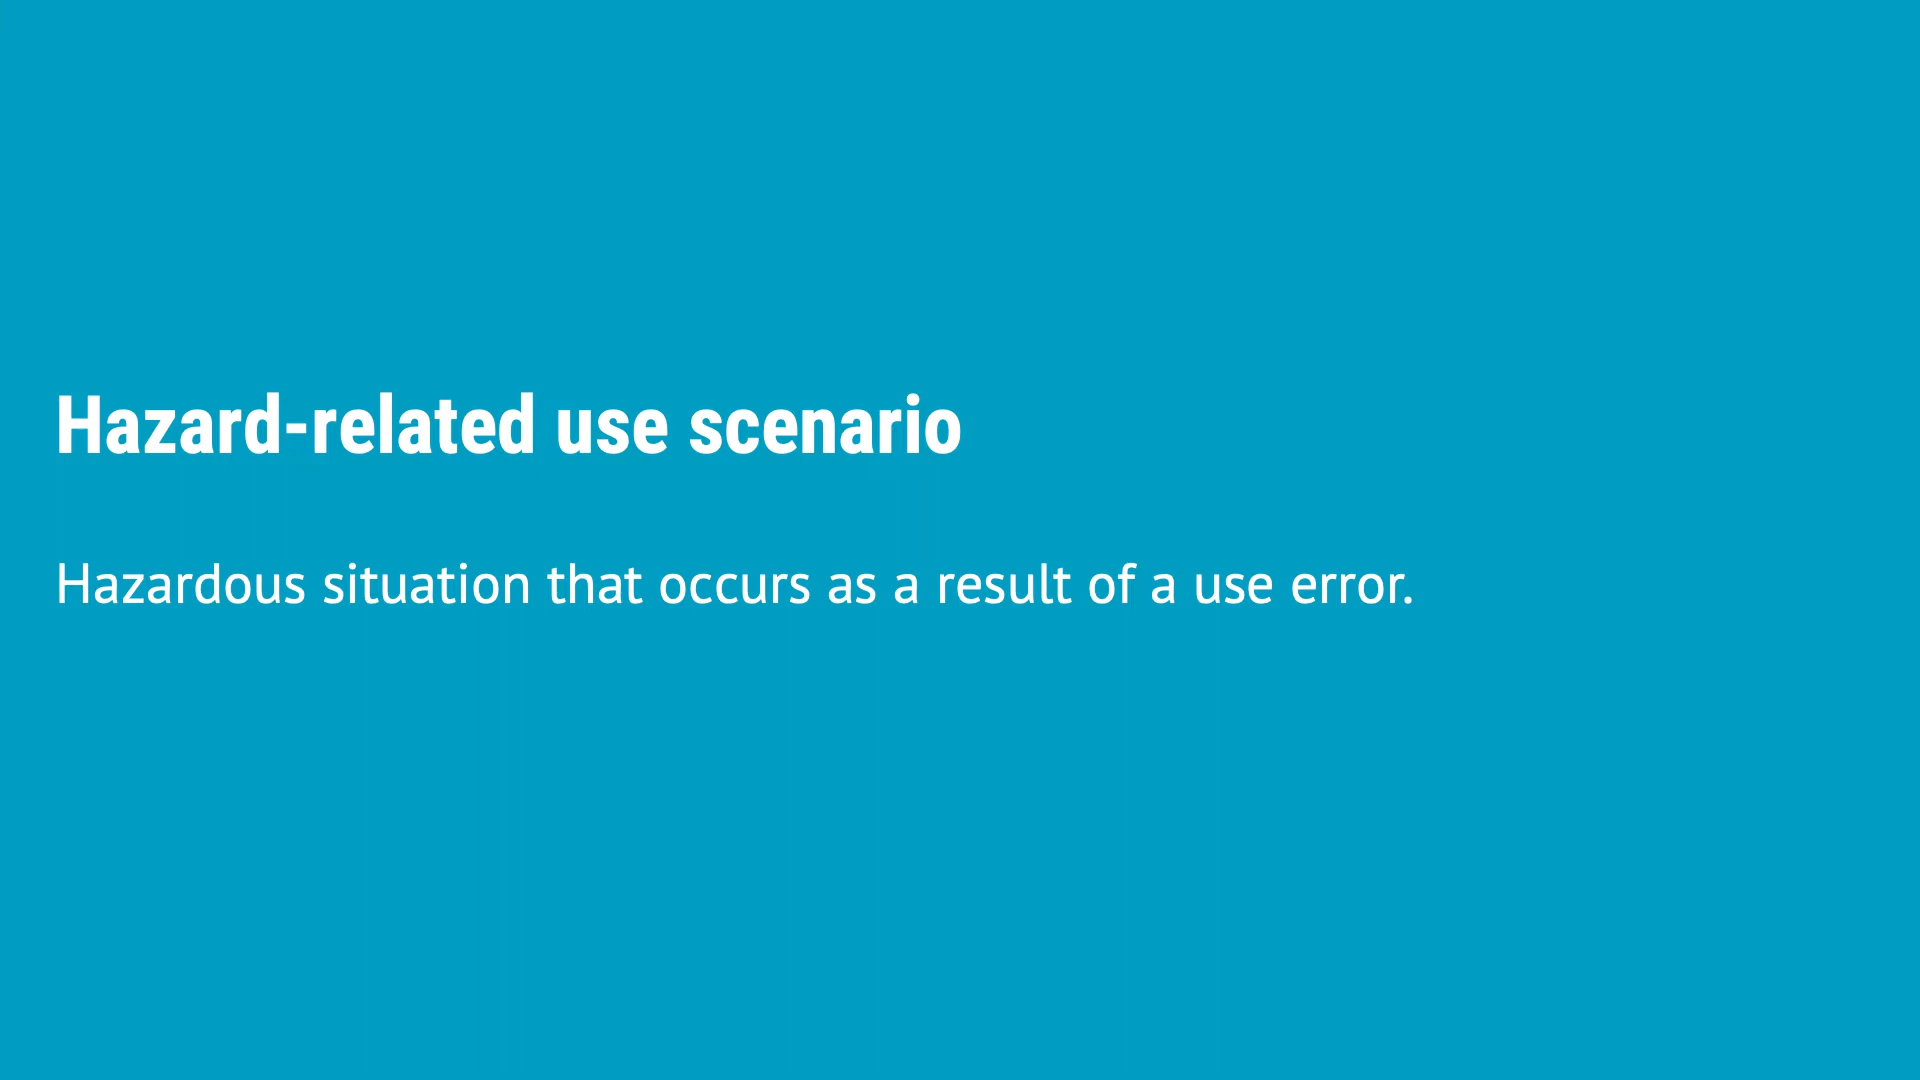 Hazard-related use scenario
Hazardous situation that occurs as a result of a use error.